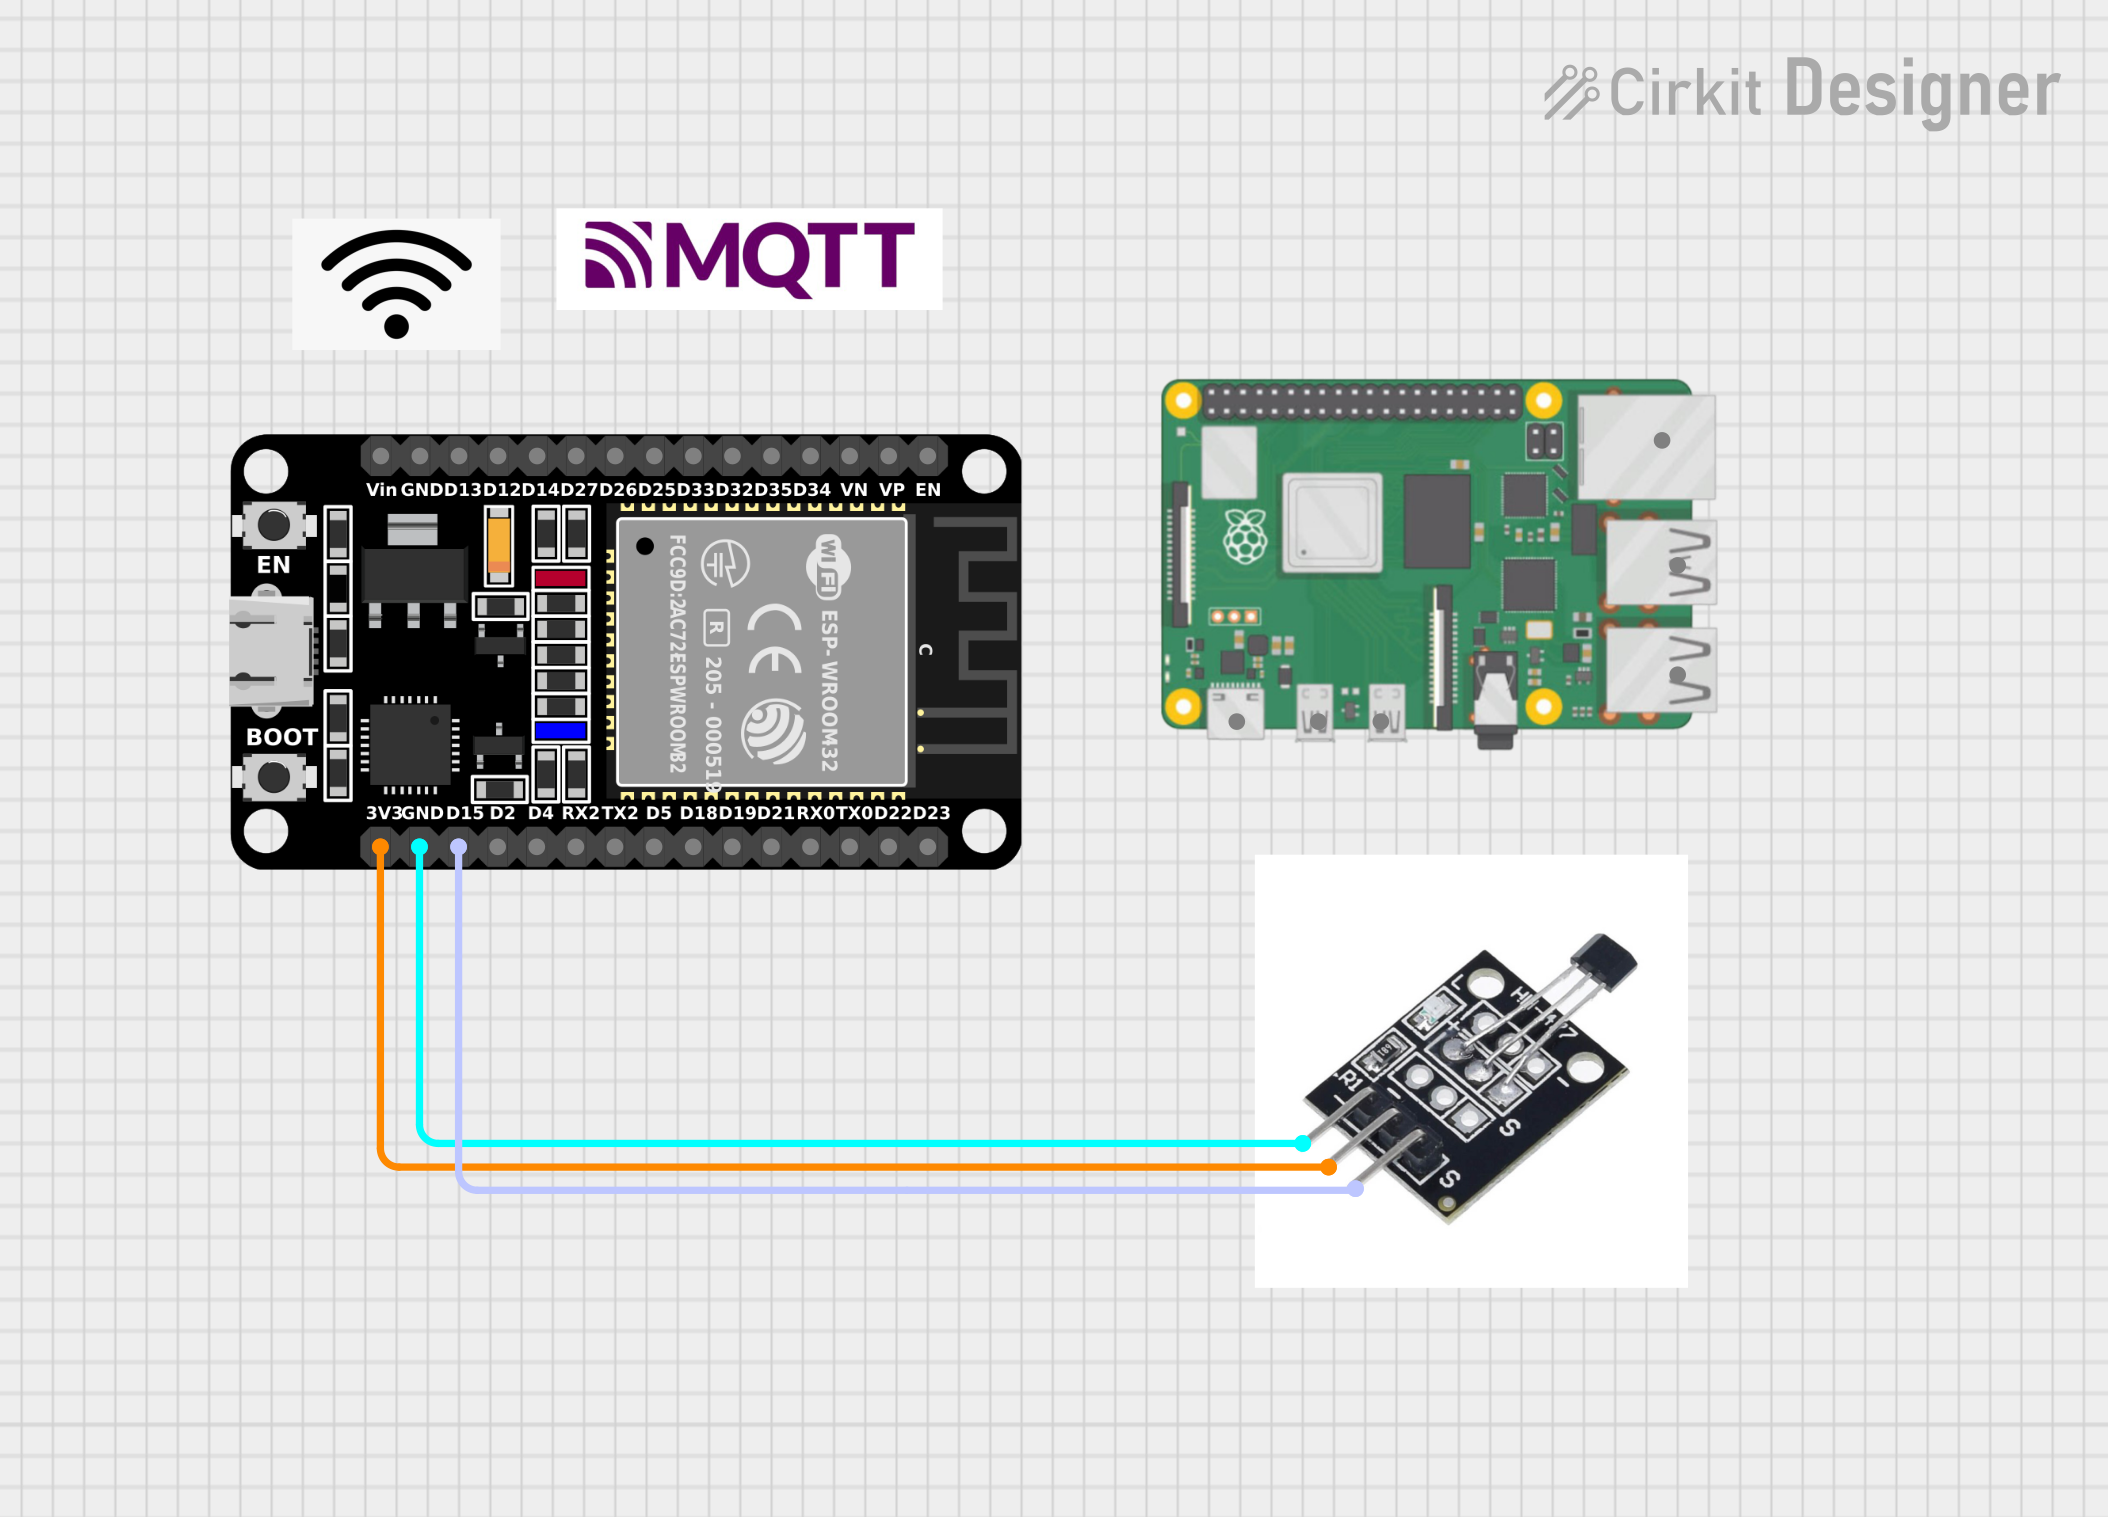 Cirkit Designer
MQTT
Vin GND D13 D12 D14 D27 D26 D25 D33 D32 D35 D34 VN VP EN
EN
BOOT
FCC9D:2AC72ESPWROOM32
R
205 - 000519
CE
WiFi
ESP-WROOM32
C
3V3 GND D15 D2 D4 RX2 TX2 D5 D18 D19 D21 RX0 TX0 D22 D23
L
+
R1
-
-
S
S